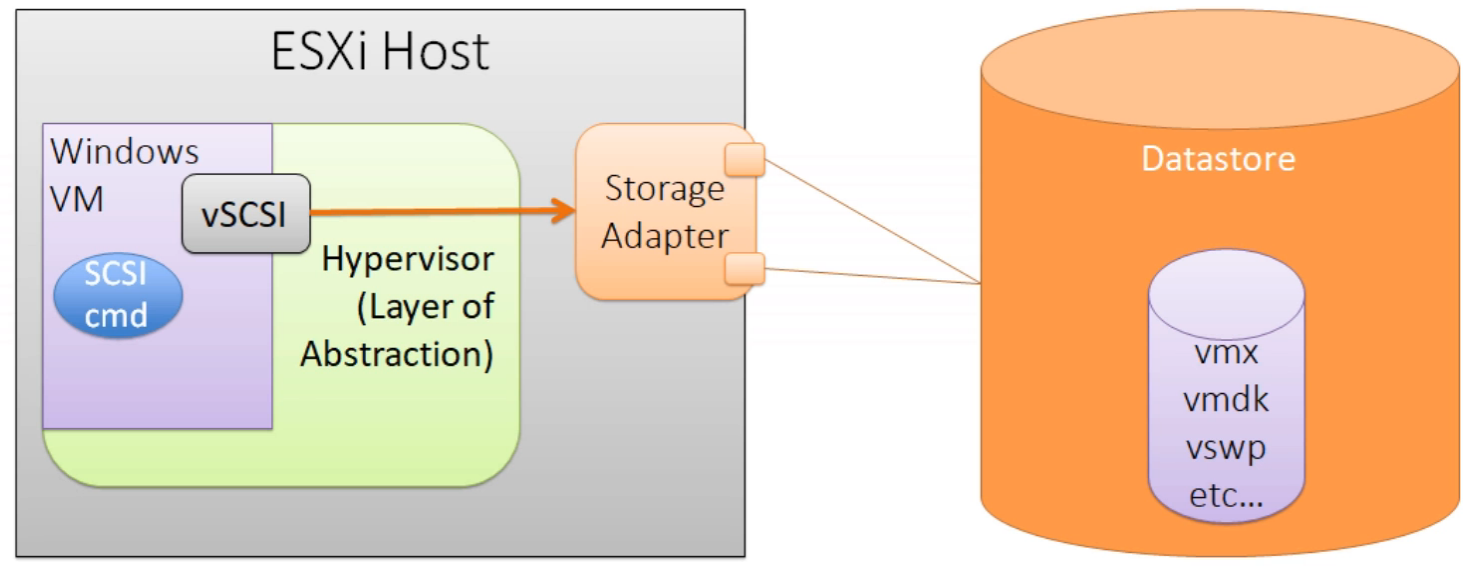 ESXi Host
Windows
VM
vSCSI
SCSI
cmd
Hypervisor
(Layer of
Abstraction)
Storage
Adapter
Datastore
vmx
vmdk
vswp
etc...